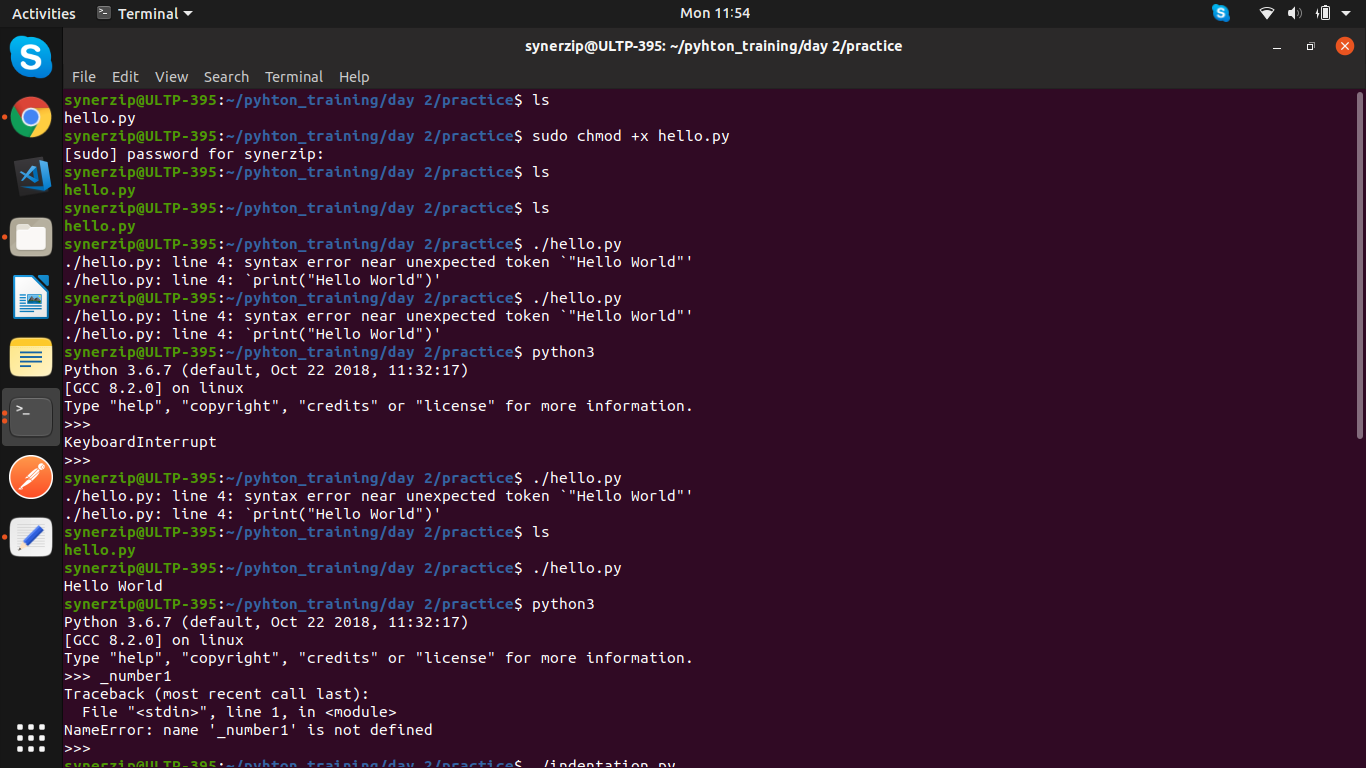 Activities Terminal Mon 11:54
synerzip@ULTP-395: ~/pyhton_training/day 2/practice
File Edit View Search Terminal Help
synerzip@ULTP-395:~/pyhton_training/day 2/practice$ ls
hello.py
synerzip@ULTP-395:~/pyhton_training/day 2/practice$ sudo chmod +x hello.py
[sudo] password for synerzip:
synerzip@ULTP-395:~/pyhton_training/day 2/practice$ ls
hello.py
synerzip@ULTP-395:~/pyhton_training/day 2/practice$ ls
hello.py
synerzip@ULTP-395:~/pyhton_training/day 2/practice$ ./hello.py
./hello.py: line 4: syntax error near unexpected token `"Hello World"'
./hello.py: line 4: `print("Hello World")'
synerzip@ULTP-395:~/pyhton_training/day 2/practice$ ./hello.py
./hello.py: line 4: syntax error near unexpected token `"Hello World"'
./hello.py: line 4: `print("Hello World")'
synerzip@ULTP-395:~/pyhton_training/day 2/practice$ python3
Python 3.6.7 (default, Oct 22 2018, 11:32:17)
[GCC 8.2.0] on linux
Type "help", "copyright", "credits" or "license" for more information.
>>>
KeyboardInterrupt
>>>
synerzip@ULTP-395:~/pyhton_training/day 2/practice$ ./hello.py
./hello.py: line 4: syntax error near unexpected token `"Hello World"'
./hello.py: line 4: `print("Hello World")'
synerzip@ULTP-395:~/pyhton_training/day 2/practice$ ls
hello.py
synerzip@ULTP-395:~/pyhton_training/day 2/practice$ ./hello.py
Hello World
synerzip@ULTP-395:~/pyhton_training/day 2/practice$ python3
Python 3.6.7 (default, Oct 22 2018, 11:32:17)
[GCC 8.2.0] on linux
Type "help", "copyright", "credits" or "license" for more information.
>>> _number1
Traceback (most recent call last):
  File "<stdin>", line 1, in <module>
NameError: name '_number1' is not defined
>>>
synerzip@ULTP-395:~/pyhton_training/day 2/practice$ ./indentation.py